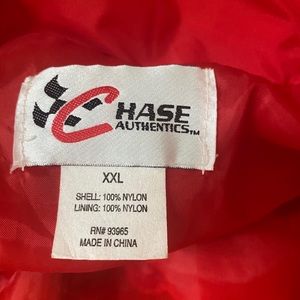 CHASE
AUTHENTICS™
XXL
SHELL: 100% NYLON
LINING: 100% NYLON
RN# 93965
MADE IN CHINA